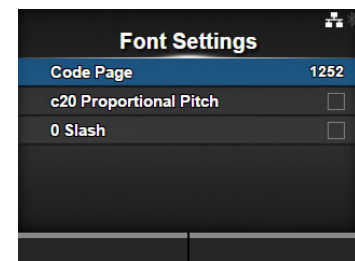 Font Settings
Code Page 1252
c20 Proportional Pitch
0 Slash